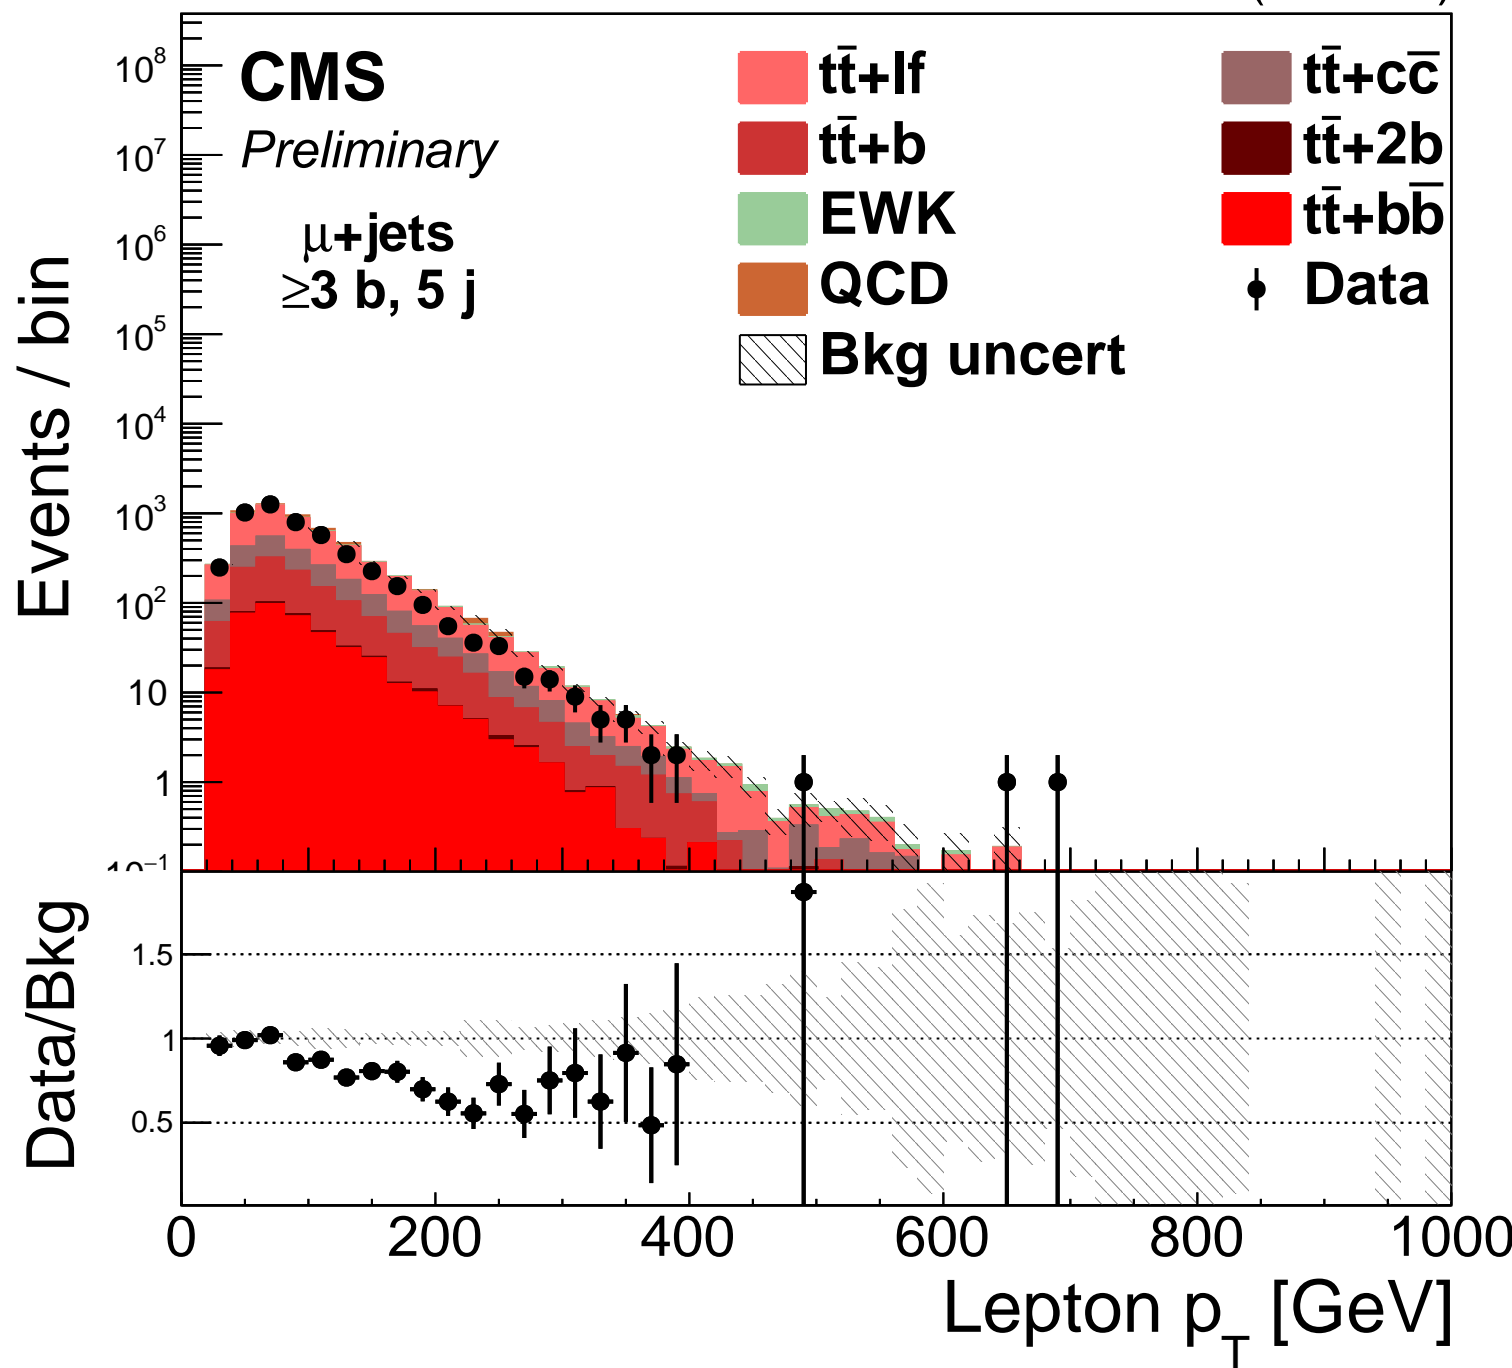 CMS
Preliminary
μ+jets
≥3 b, 5 j
tt̄+lf
tt̄+cc̄
tt̄+b
tt̄+2b
EWK
tt̄+bb̄
QCD
Data
Bkg uncert
Events / bin
10⁸
10⁷
10⁶
10⁵
10⁴
10³
10²
10
1
10⁻¹
Data/Bkg
1.5
1
0.5
0 200 400 600 800 1000
Lepton p_T [GeV]